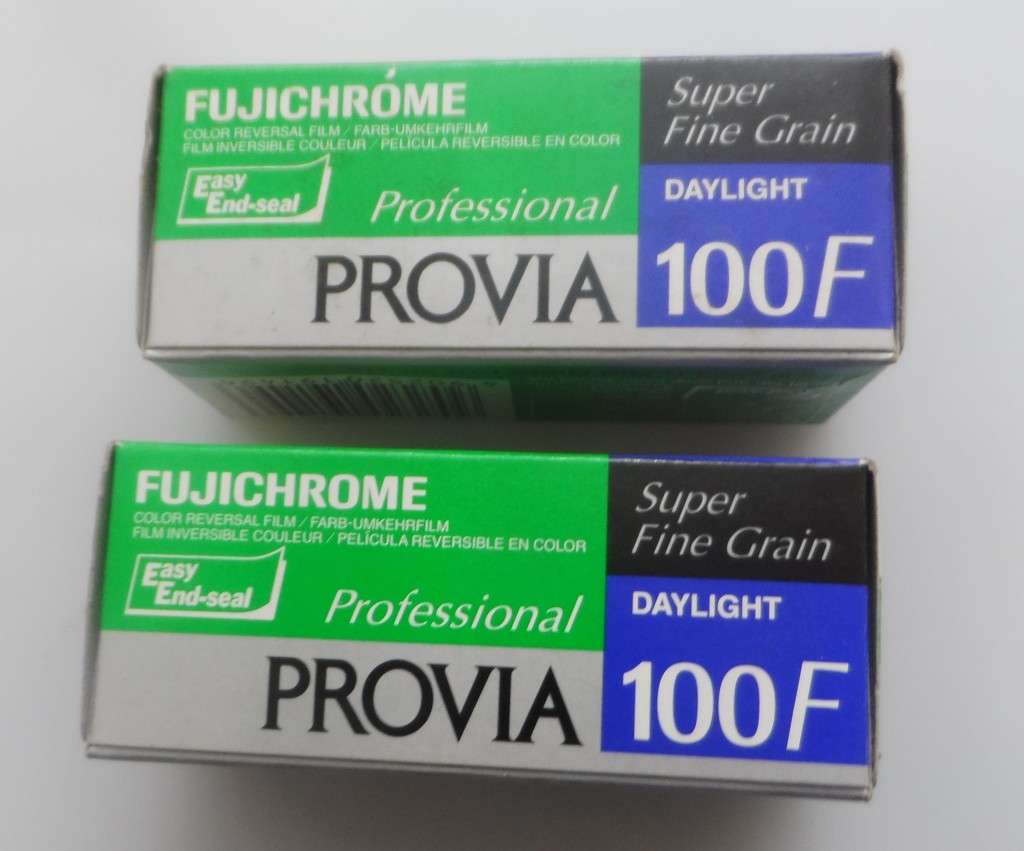 FUJICHRÓME
COLOR REVERSAL FILM / FARB-UMKEHRFILM
FILM INVERSIBLE COULEUR / PELÍCULA REVERSIBLE EN COLOR
Easy
End-seal
Professional
PROVIA
Super
Fine Grain
DAYLIGHT
100F
FUJICHROME
COLOR REVERSAL FILM / FARB-UMKEHRFILM
FILM INVERSIBLE COULEUR / PELÍCULA REVERSIBLE EN COLOR
Easy
End-seal
Professional
PROVIA
Super
Fine Grain
DAYLIGHT
100F